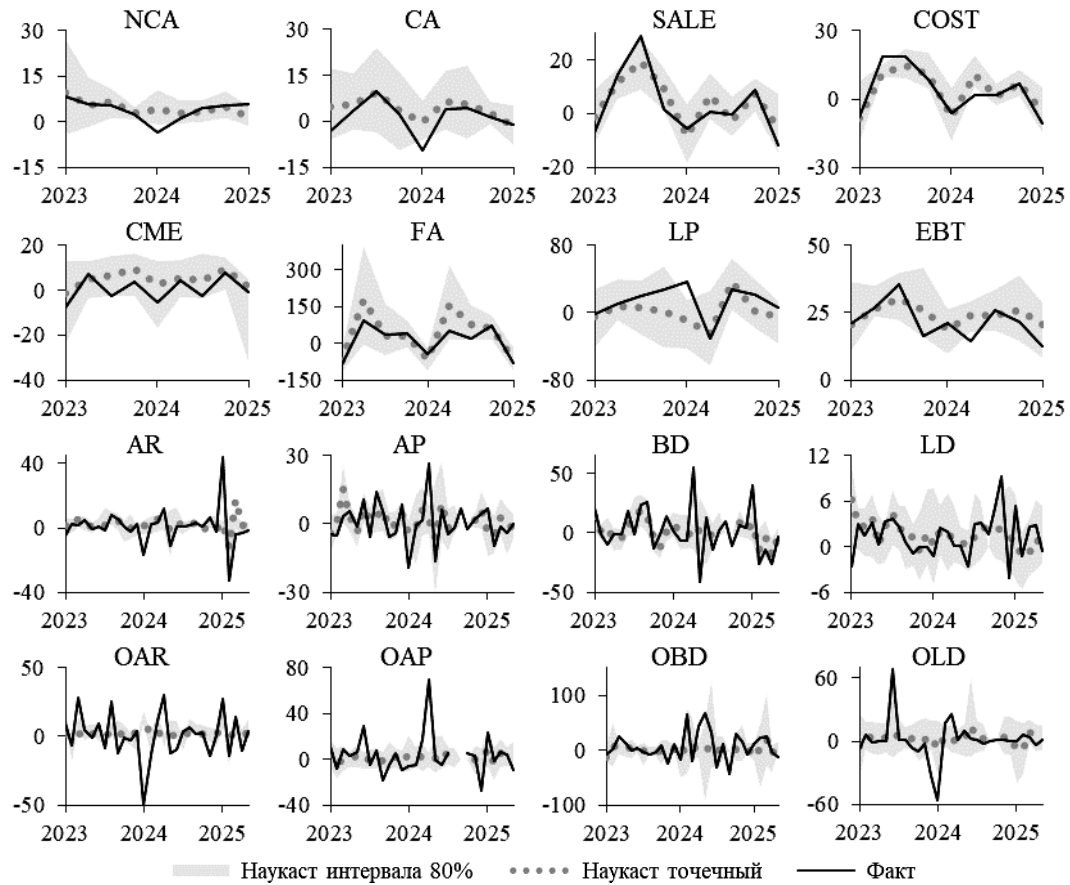 NCA CA SALE COST
30 30 20 30
15 15 0 0
0 0 -20 -30
-15 -15
2023 2024 2025 2023 2024 2025 2023 2024 2025 2023 2024 2025
CME FA LP EBT
20 300 80 50
0 150 0 25
-20 0 -80 0
-40 -150
2023 2024 2025 2023 2024 2025 2023 2024 2025 2023 2024 2025
AR AP BD LD
40 30 50 12
0 0 0 6
-40 -30 -50 0
-6
2023 2024 2025 2023 2024 2025 2023 2024 2025 2023 2024 2025
OAR OAP OBD OLD
50 80 100 60
0 40 0 0
-50 0 -100 -60
-40
2023 2024 2025 2023 2024 2025 2023 2024 2025 2023 2024 2025
Наукаст интервала 80% Наукаст точечный Факт